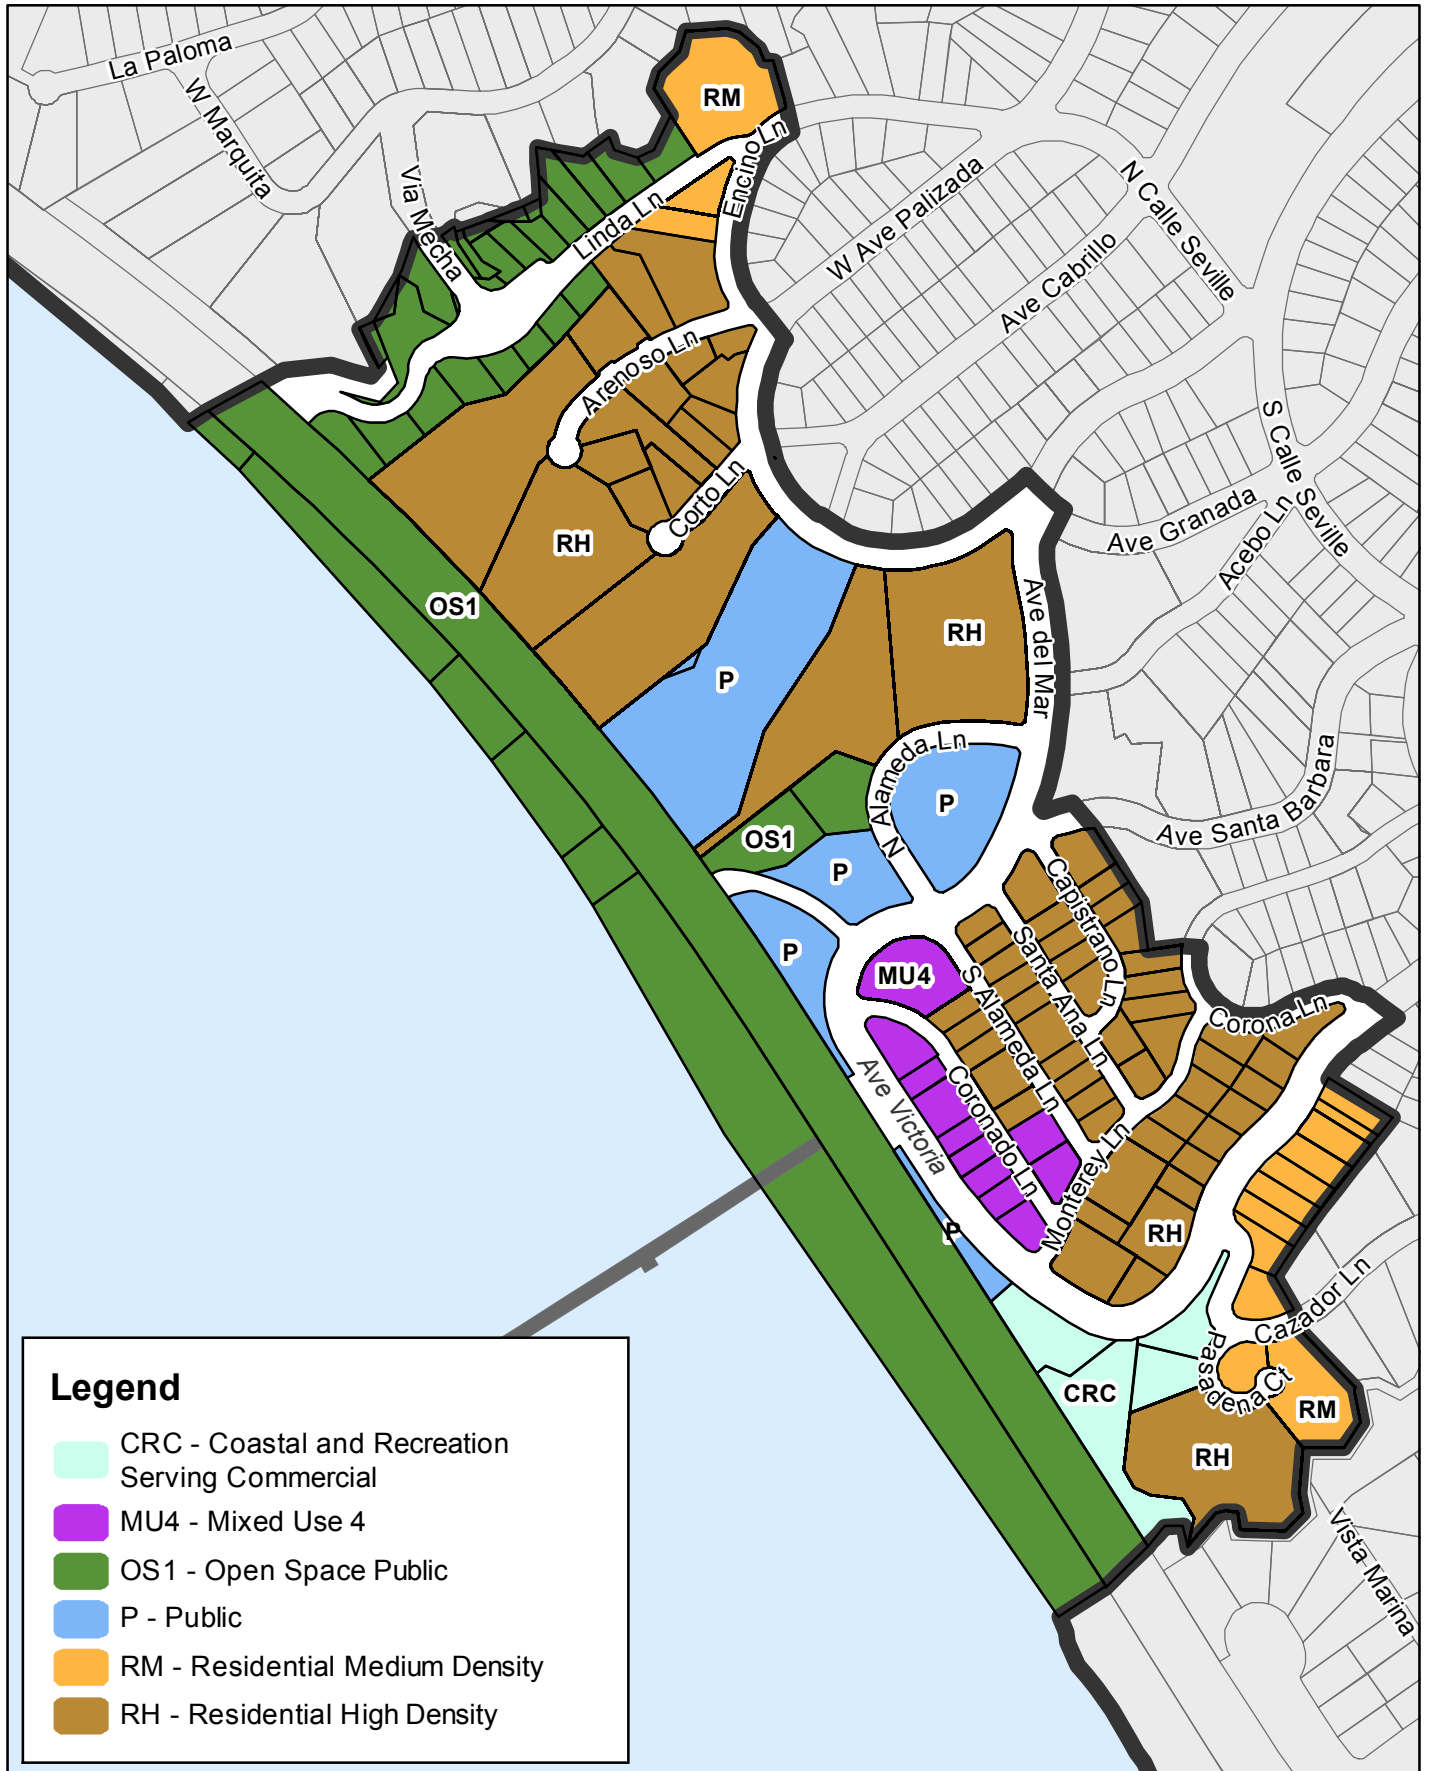 La Paloma
W Marquita
Via Mecha
RM
Encino Ln
Linda Ln
W Ave Palizada
N Calle Seville
Ave Cabrillo
Arenoso Ln
Corto Ln
S Calle Seville
Ave Granada
Acebo Ln
RH
OS1
RH
Ave del Mar
P
N Alameda Ln
P
Ave Santa Barbara
OS1
P
Capistrano Ln
P
Santa Ana Ln
MU4
S Alameda Ln
Corona Ln
Ave Victoria
Coronado Ln
Monterey Ln
P
RH
Cazador Ln
Pasadena Ct
CRC
RM
RH
Vista Marina
Legend
CRC - Coastal and Recreation
Serving Commercial
MU4 - Mixed Use 4
OS1 - Open Space Public
P - Public
RM - Residential Medium Density
RH - Residential High Density